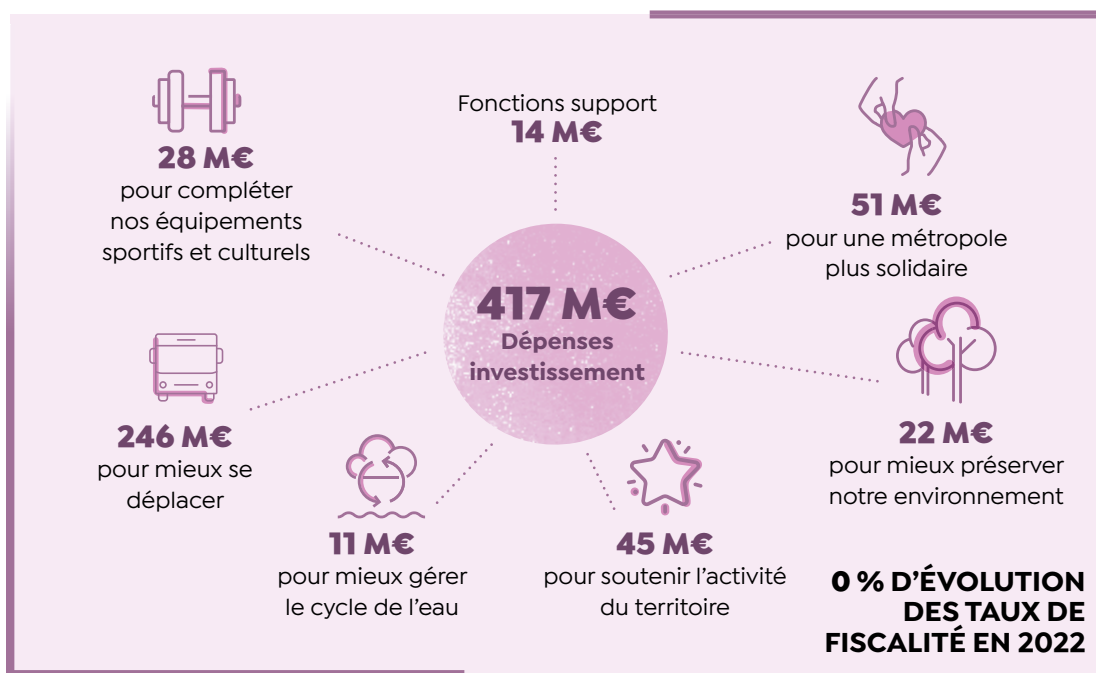 Fonctions support
14 M€
28 M€
pour compléter
nos équipements
sportifs et culturels
51 M€
pour une métropole
plus solidaire
417 M€
Dépenses
investissement
246 M€
pour mieux se
déplacer
22 M€
pour mieux préserver
notre environnement
11 M€
pour mieux gérer
le cycle de l’eau
45 M€
pour soutenir l’activité
du territoire
0 % D’ÉVOLUTION
DES TAUX DE
FISCALITÉ EN 2022